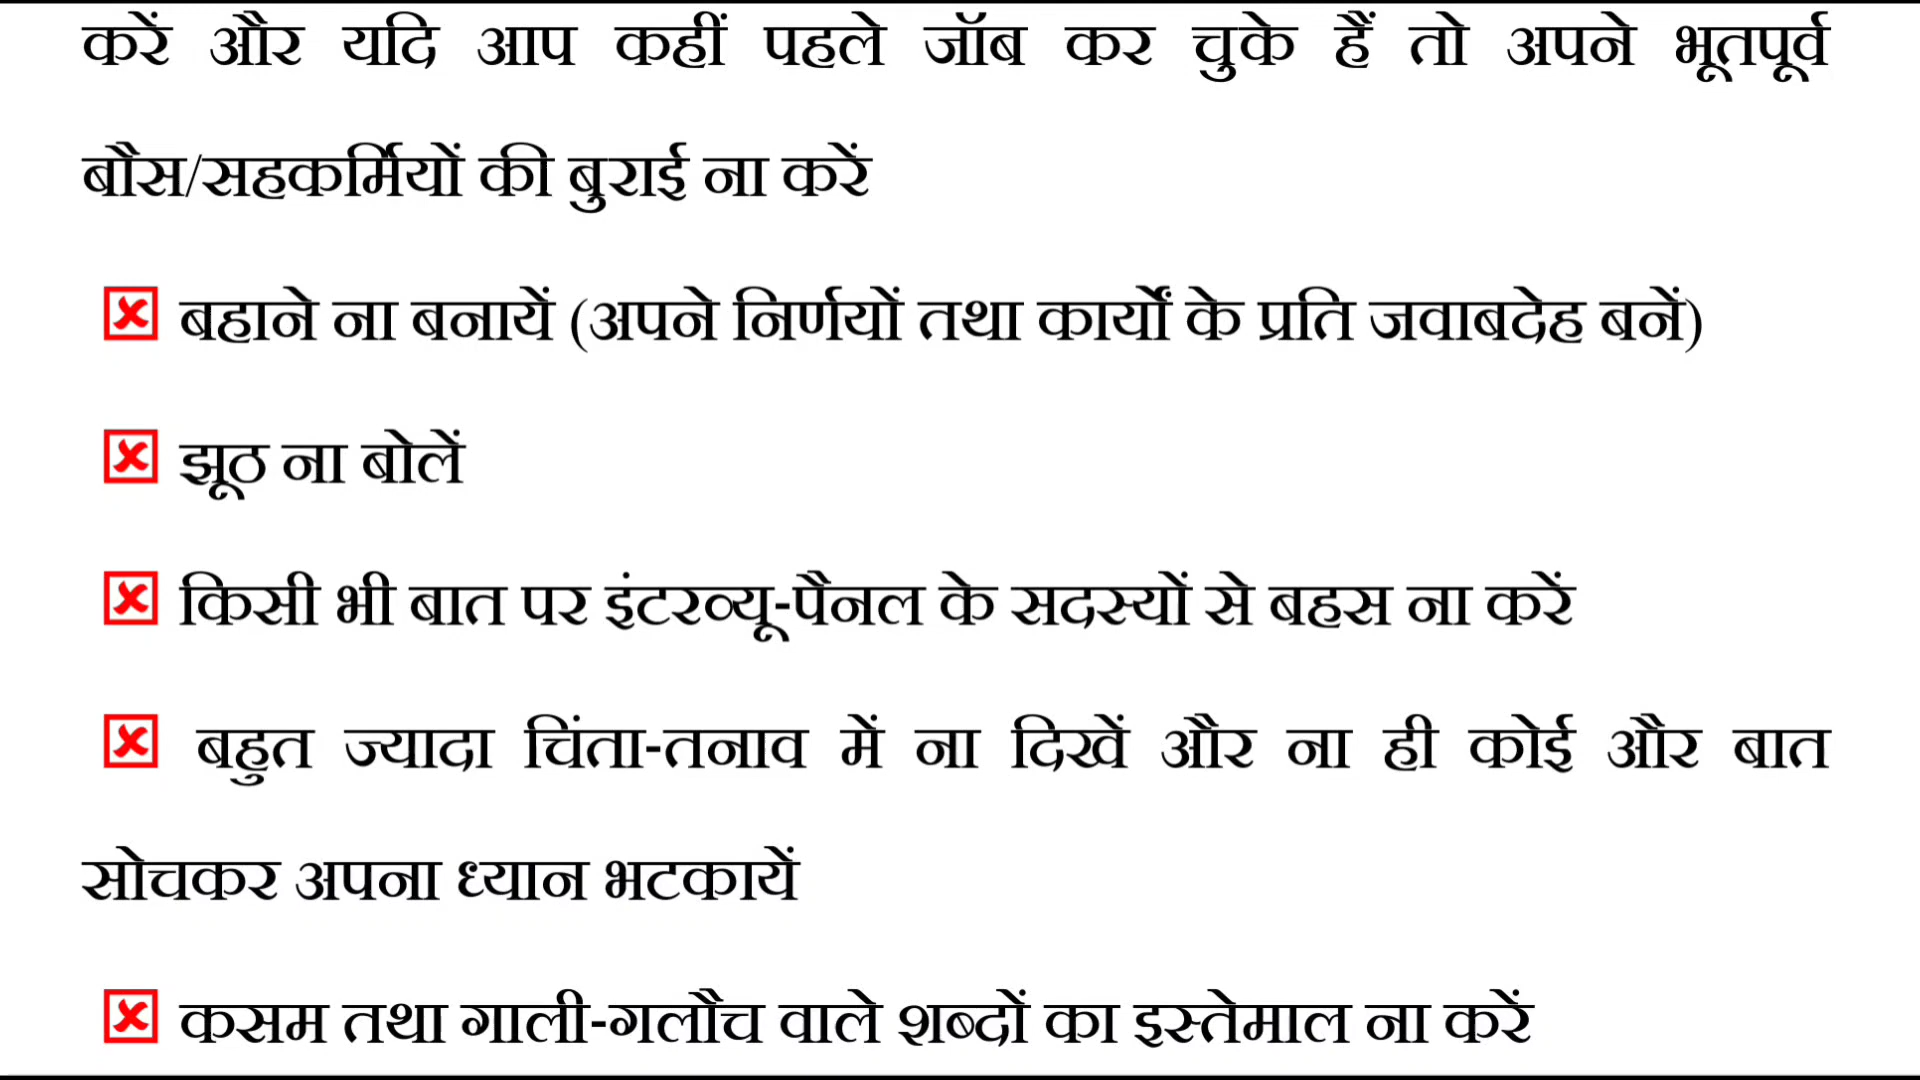 करें और यदि आप कहीं पहले जॉब कर चुके हैं तो अपने भूतपूर्व
बौस/सहकर्मियों की बुराई ना करें
बहाने ना बनायें (अपने निर्णयों तथा कार्यों के प्रति जवाबदेह बनें)
झूठ ना बोलें
किसी भी बात पर इंटरव्यू-पैनल के सदस्यों से बहस ना करें
बहुत ज्यादा चिंता-तनाव में ना दिखें और ना ही कोई और बात
सोचकर अपना ध्यान भटकायें
कसम तथा गाली-गलौच वाले शब्दों का इस्तेमाल ना करें